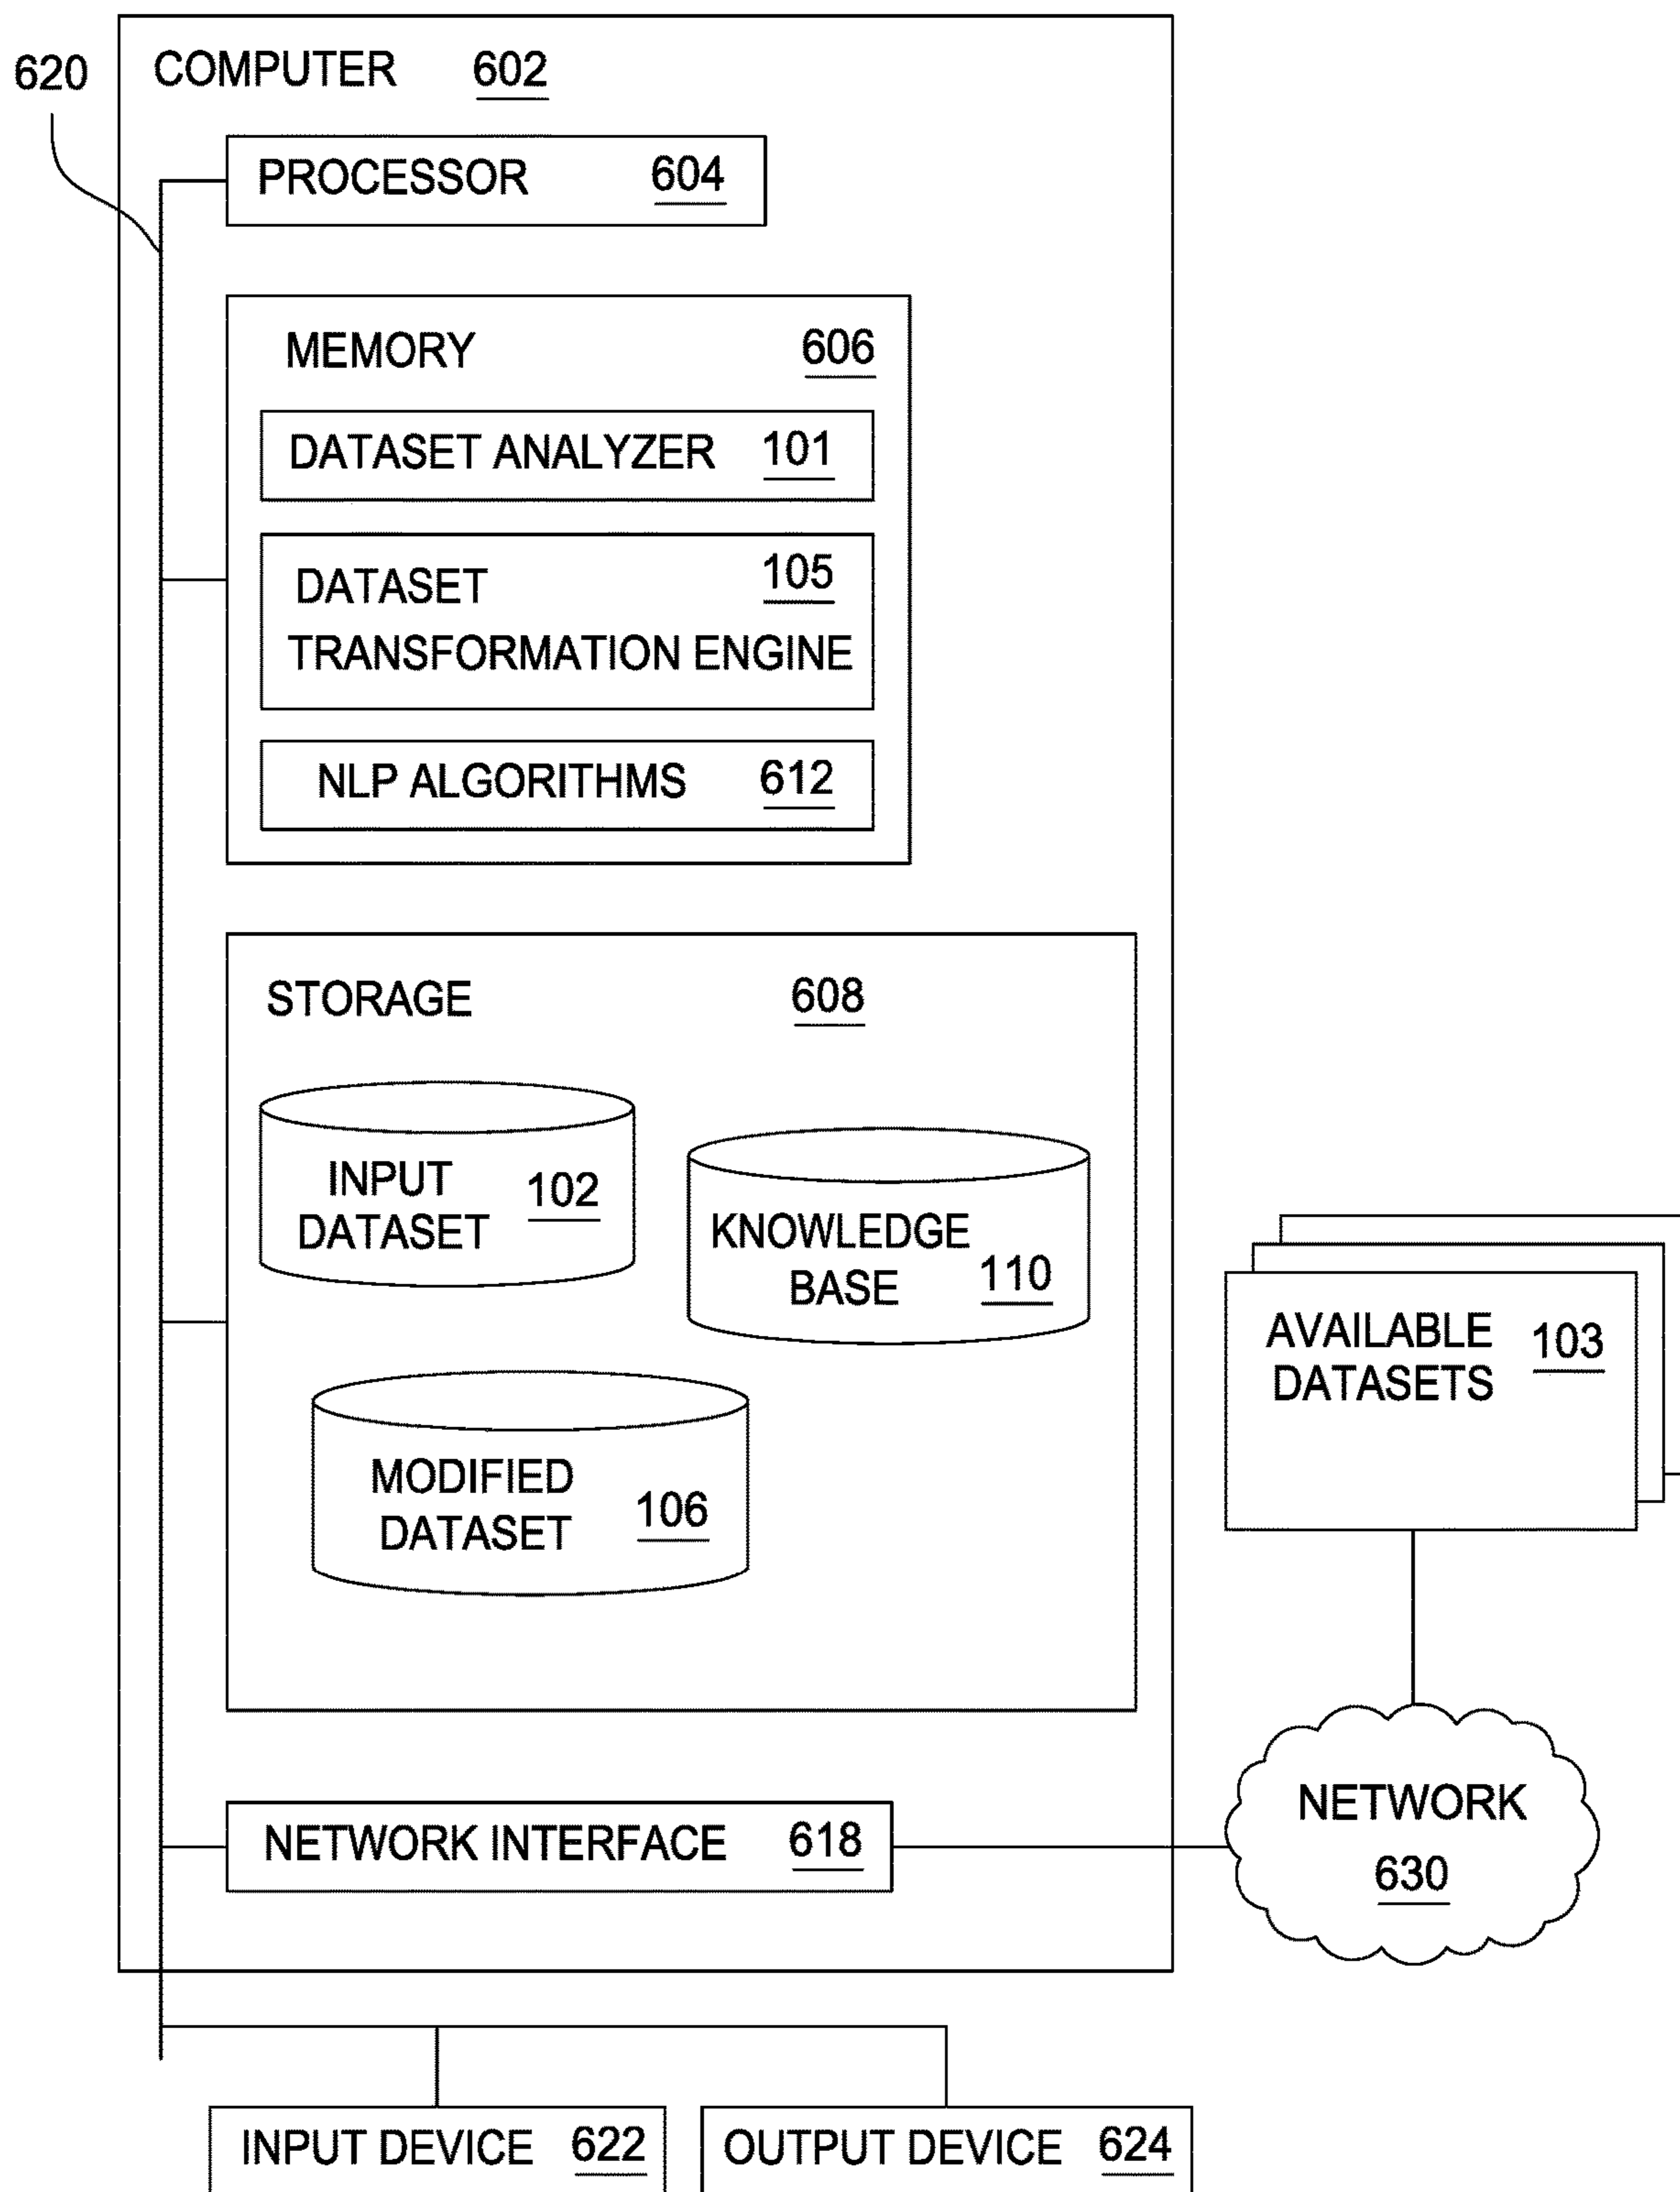 620
COMPUTER 602
PROCESSOR 604
MEMORY 606
DATASET ANALYZER 101
DATASET 105
TRANSFORMATION ENGINE
NLP ALGORITHMS 612
STORAGE 608
INPUT 102
DATASET
KNOWLEDGE
BASE 110
MODIFIED
DATASET 106
AVAILABLE 103
DATASETS
NETWORK INTERFACE 618
NETWORK
630
INPUT DEVICE 622
OUTPUT DEVICE 624